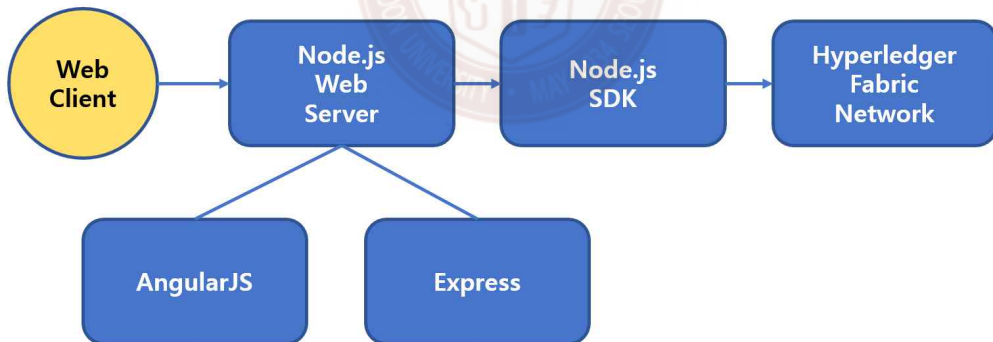 Web
Client
Node.js
Web
Server
Node.js
SDK
Hyperledger
Fabric
Network
AngularJS
Express